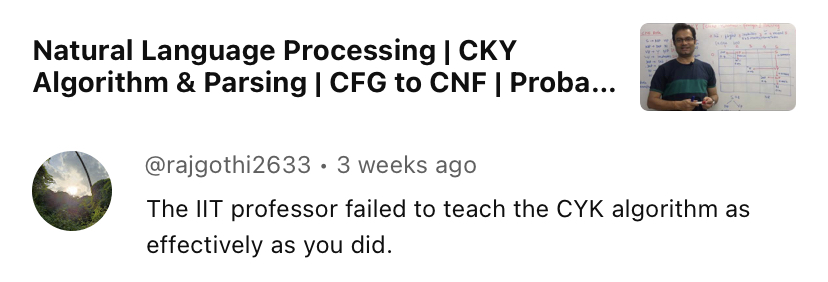 Natural Language Processing | CKY
Algorithm & Parsing | CFG to CNF | Proba...
@rajgothi2633 • 3 weeks ago
The IIT professor failed to teach the CYK algorithm as
effectively as you did.